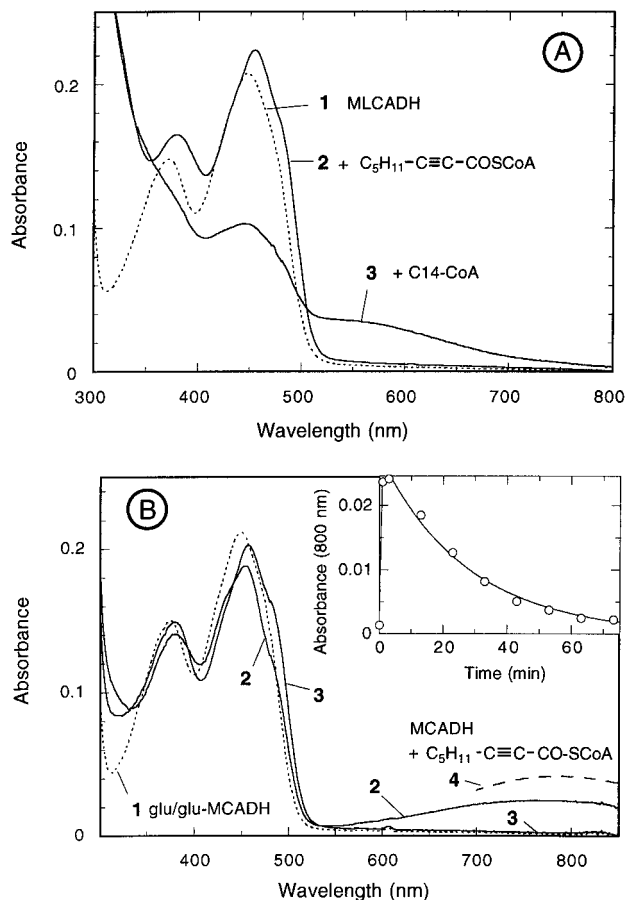 A
0.2
0.1
0
Absorbance
1 MLCADH
2 + C₅H₁₁–C≡C–COSCoA
3 + C14-CoA
300 400 500 600 700 800
Wavelength (nm)
B
0.2
0.1
0
Absorbance
0.02
0.01
0
Absorbance (800 nm)
0 20 40 60
Time (min)
2
3
MCADH
+ C₅H₁₁–C≡C–CO-SCoA
4
2
3
1 glu/glu-MCADH
400 500 600 700 800
Wavelength (nm)